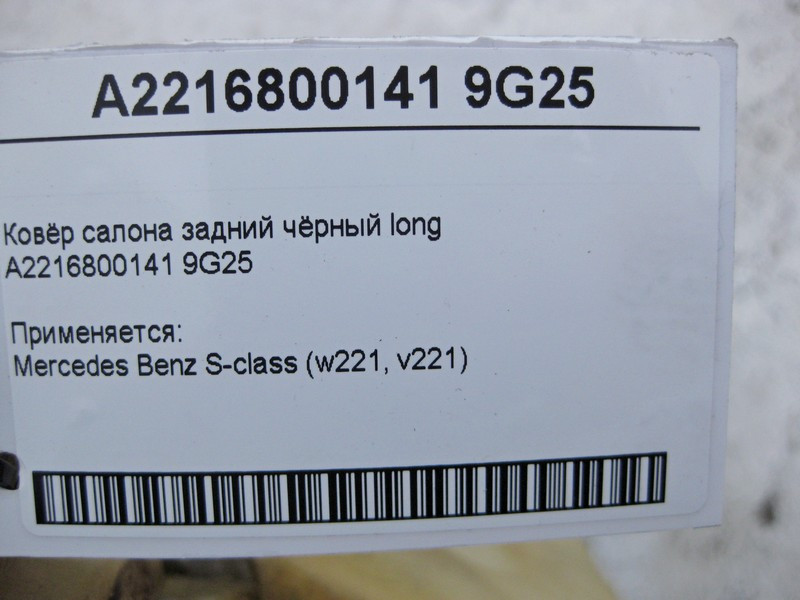 A2216800141 9G25
Ковёр салона задний чёрный long
A2216800141 9G25
Применяется:
Mercedes Benz S-class (w221, v221)